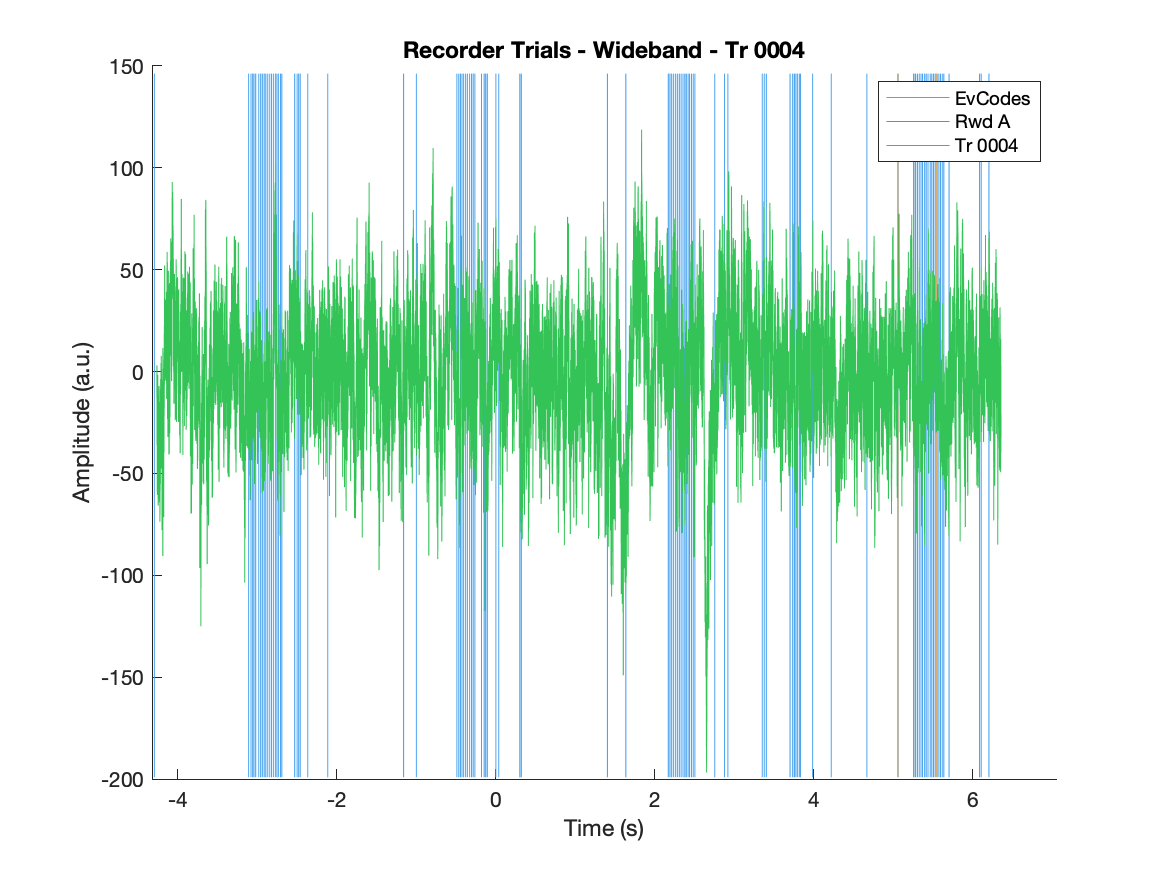 Recorder Trials - Wideband - Tr 0004
150
100
50
0
-50
-100
-150
-200
Amplitude (a.u.)
EvCodes
Rwd A
Tr 0004
-4 -2 0 2 4 6
Time (s)